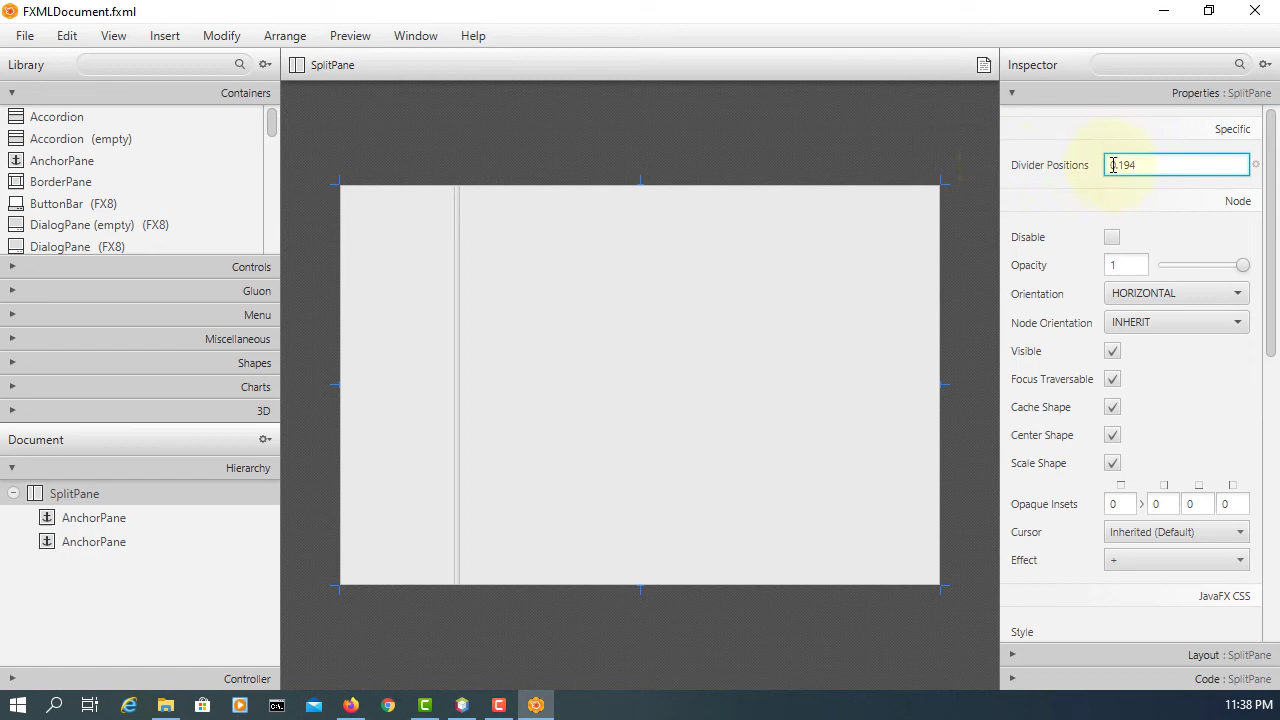 FXMLDocument.fxml
File Edit View Insert Modify Arrange Preview Window Help
Library
SplitPane
Inspector
Containers
Properties : SplitPane
Accordion
Accordion (empty)
AnchorPane
BorderPane
ButtonBar (FX8)
DialogPane (empty) (FX8)
DialogPane (FX8)
Controls
Gluon
Menu
Miscellaneous
Shapes
Charts
3D
Document
Hierarchy
SplitPane
AnchorPane
AnchorPane
Controller
Specific
Divider Positions 0.194
Node
Disable
Opacity 1
Orientation HORIZONTAL
Node Orientation INHERIT
Visible
Focus Traversable
Cache Shape
Center Shape
Scale Shape
Opaque Insets 0 0 0 0
Cursor Inherited (Default)
Effect +
JavaFX CSS
Style
Layout : SplitPane
Code : SplitPane
11:38 PM